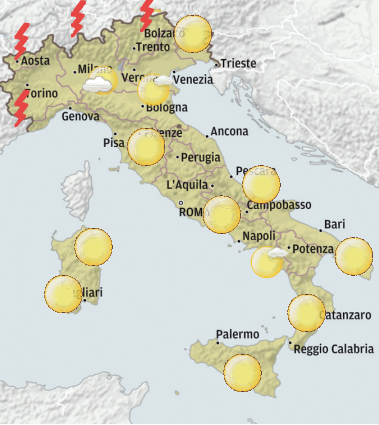 Bolzano
Trento
Aosta
Milano
Trieste
Verona
Venezia
Torino
Bologna
Genova
Pisa
Firenze
Ancona
Perugia
Pescara
L'Aquila
ROM
Campobasso
Bari
Napoli
Potenza
Cagliari
Catanzaro
Palermo
Reggio Calabria